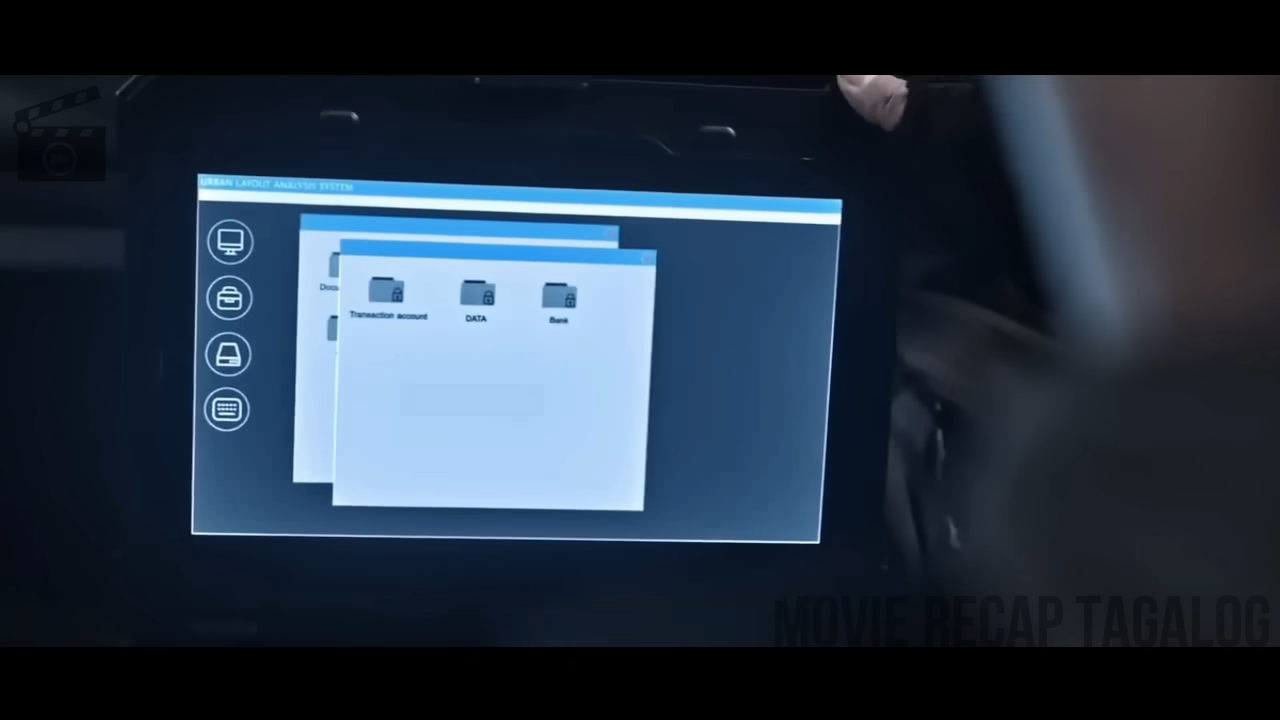 URBAN LAYOUT ANALYSIS SYSTEM
Transaction account
DATA
Bank
MOVIE RECAP TAGALOG